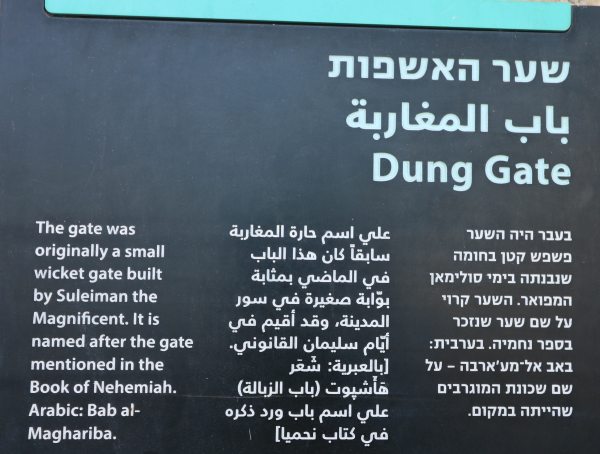 שער האשפות
باب المغاربة
Dung Gate
The gate was
originally a small
wicket gate built
by Suleiman the
Magnificent. It is
named after the gate
mentioned in the
Book of Nehemiah.
Arabic: Bab al-
Maghariba.
علي اسم حارة المغاربة
سابقاً كان هذا الباب
في الماضي بمثابة
بوّابة صغيرة في سور
المدينة، وقد أقيم في
أيّام سليمان القانوني.
[بالعبرية: شَعَر
هَأَشْپوت (باب الزبالة)
علي اسم باب ورد ذكره
في كتاب نحميا]
בעבר היה השער
פשפש קטן בחומה
שנבנתה בימי סולימאן
המפואר. השער קרוי
על שם שער שנזכר
בספר נחמיה. בערבית:
באב אל־מע'ארבה – על
שם שכונת המוגרבים
שהייתה במקום.